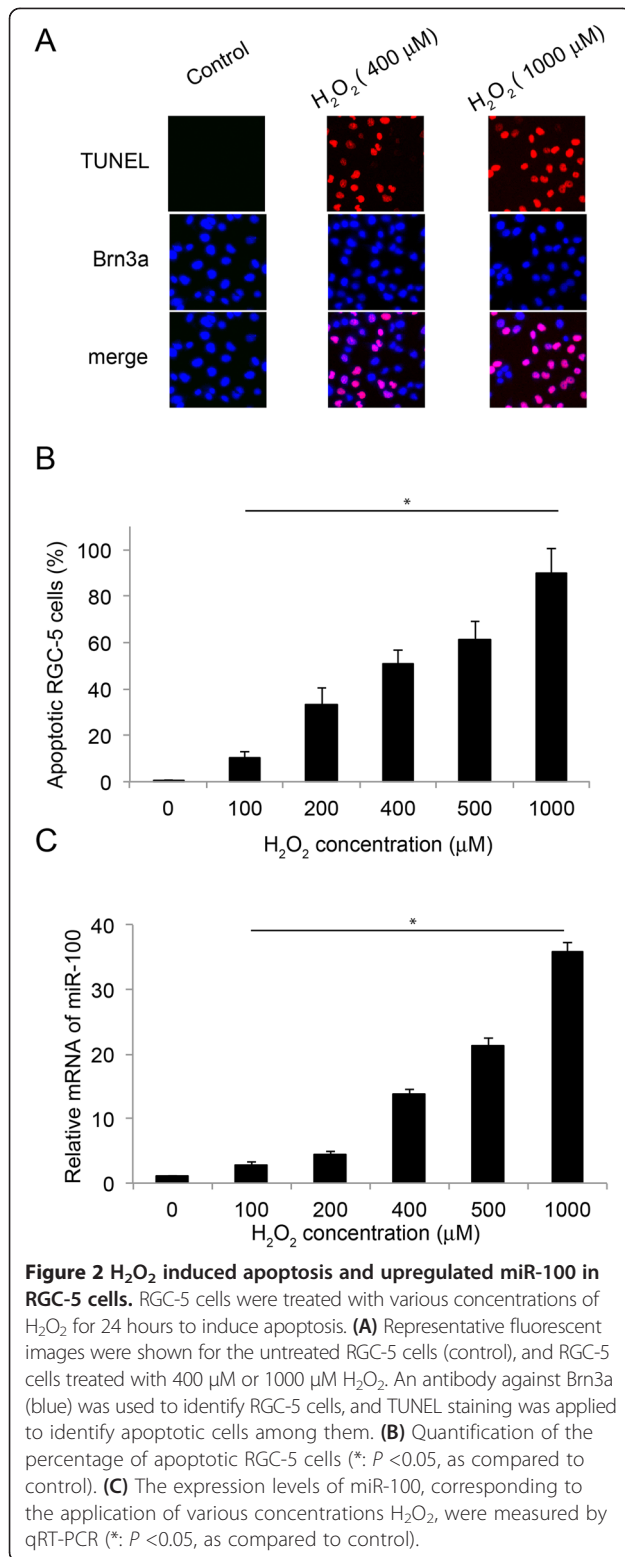 A
Control
H₂O₂( 400 µM)
H₂O₂( 1000 µM)
TUNEL
Brn3a
merge
B
*
Apoptotic RGC-5 cells (%)
100
80
60
40
20
0
0 100 200 400 500 1000
H₂O₂ concentration (µM)
C
*
Relative mRNA of miR-100
40
30
20
10
0
0 100 200 400 500 1000
H₂O₂ concentration (µM)
Figure 2 H₂O₂ induced apoptosis and upregulated miR-100 in
RGC-5 cells. RGC-5 cells were treated with various concentrations of
H₂O₂ for 24 hours to induce apoptosis. (A) Representative fluorescent
images were shown for the untreated RGC-5 cells (control), and RGC-5
cells treated with 400 µM or 1000 µM H₂O₂. An antibody against Brn3a
(blue) was used to identify RGC-5 cells, and TUNEL staining was applied
to identify apoptotic cells among them. (B) Quantification of the
percentage of apoptotic RGC-5 cells (*: P <0.05, as compared to
control). (C) The expression levels of miR-100, corresponding to
the application of various concentrations H₂O₂, were measured by
qRT-PCR (*: P <0.05, as compared to control).